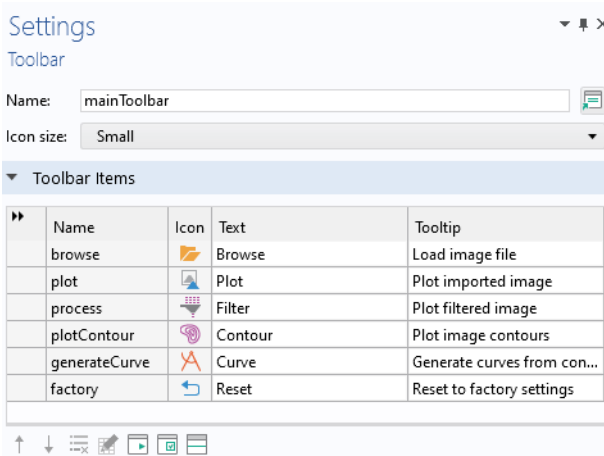 Settings
Toolbar
Name: mainToolbar
Icon size: Small
Toolbar Items
Name Icon Text Tooltip
browse Browse Load image file
plot Plot Plot imported image
process Filter Plot filtered image
plotContour Contour Plot image contours
generateCurve Curve Generate curves from con...
factory Reset Reset to factory settings